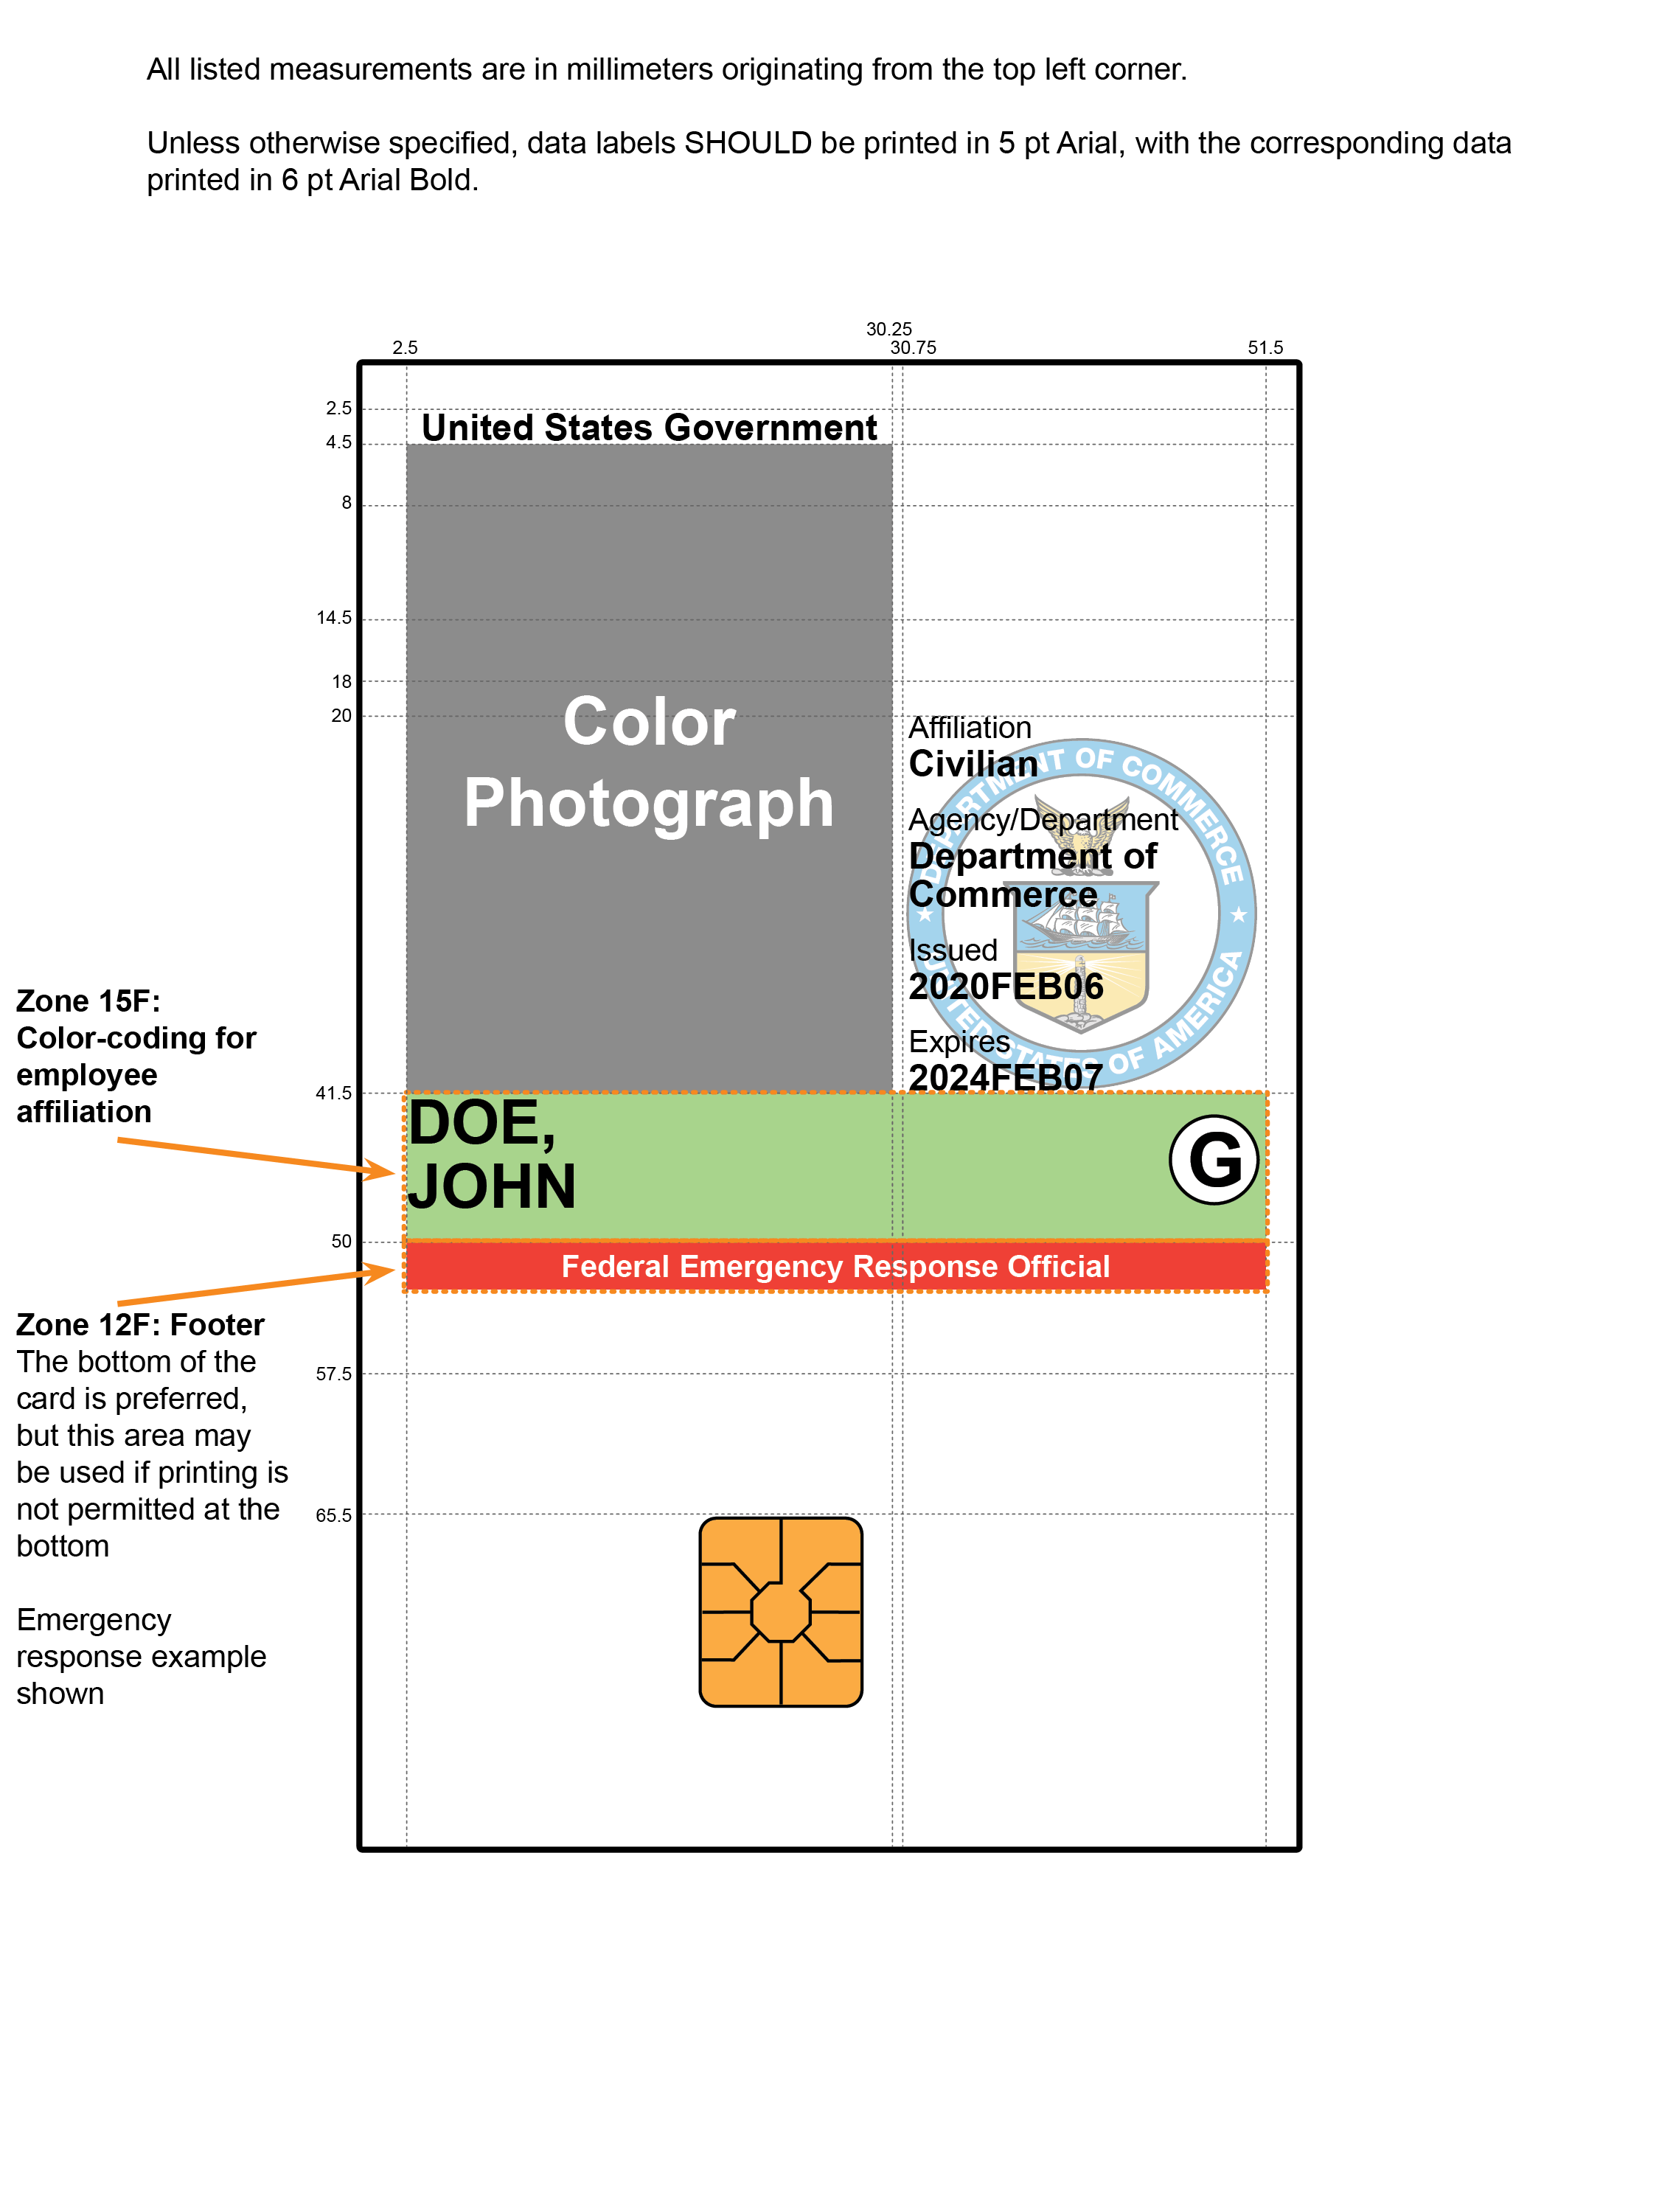 All listed measurements are in millimeters originating from the top left corner.
Unless otherwise specified, data labels SHOULD be printed in 5 pt Arial, with the corresponding data
printed in 6 pt Arial Bold.
30.25
2.5
30.75
51.5
2.5
United States Government
4.5
8
14.5
18
20
Color
Photograph
Affiliation
Civilian
Agency/Department
Department of
Commerce
Issued
2020FEB06
Expires
2024FEB07
DEPARTMENT OF COMMERCE
UNITED STATES OF AMERICA
Zone 15F:
Color-coding for
employee
affiliation
41.5
DOE,
JOHN
G
50
Federal Emergency Response Official
Zone 12F: Footer
The bottom of the
card is preferred,
but this area may
be used if printing is
not permitted at the
bottom
57.5
65.5
Emergency
response example
shown